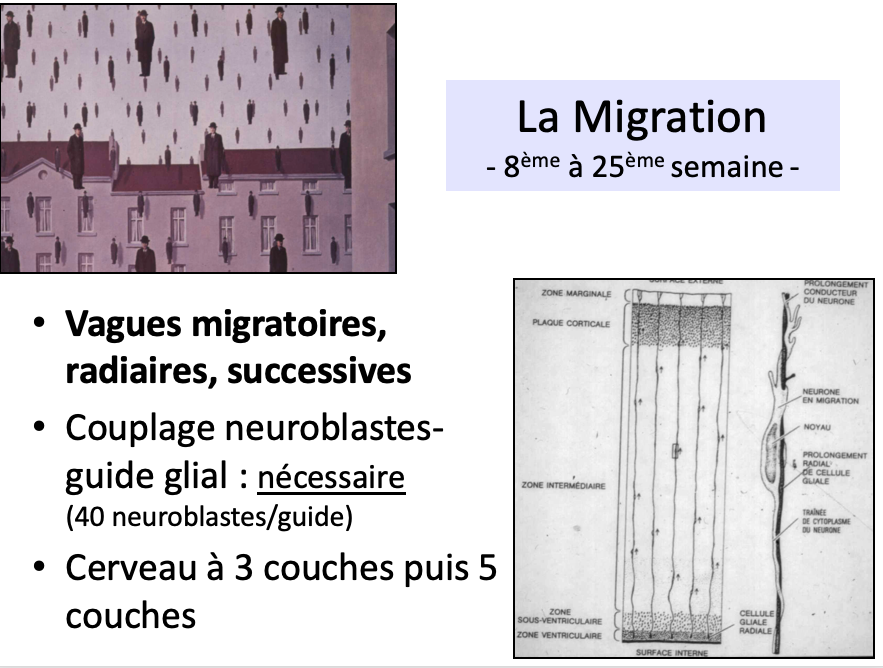 La Migration
- 8ème à 25ème semaine -
• Vagues migratoires,
radiaires, successives
• Couplage neuroblastes-
guide glial : nécessaire
(40 neuroblastes/guide)
• Cerveau à 3 couches puis 5
couches
SURFACE EXTERNE
ZONE MARGINALE
PLAQUE CORTICALE
ZONE INTERMÉDIAIRE
ZONE
SOUS-VENTRICULAIRE
ZONE VENTRICULAIRE
SURFACE INTERNE
CELLULE
GLIALE
RADIALE
PROLONGEMENT
CONDUCTEUR
DU NEURONE
NEURONE
EN MIGRATION
NOYAU
PROLONGEMENT
RADIAL
DE CELLULE
GLIALE
TRAÎNÉE
DE CYTOPLASME
DU NEURONE